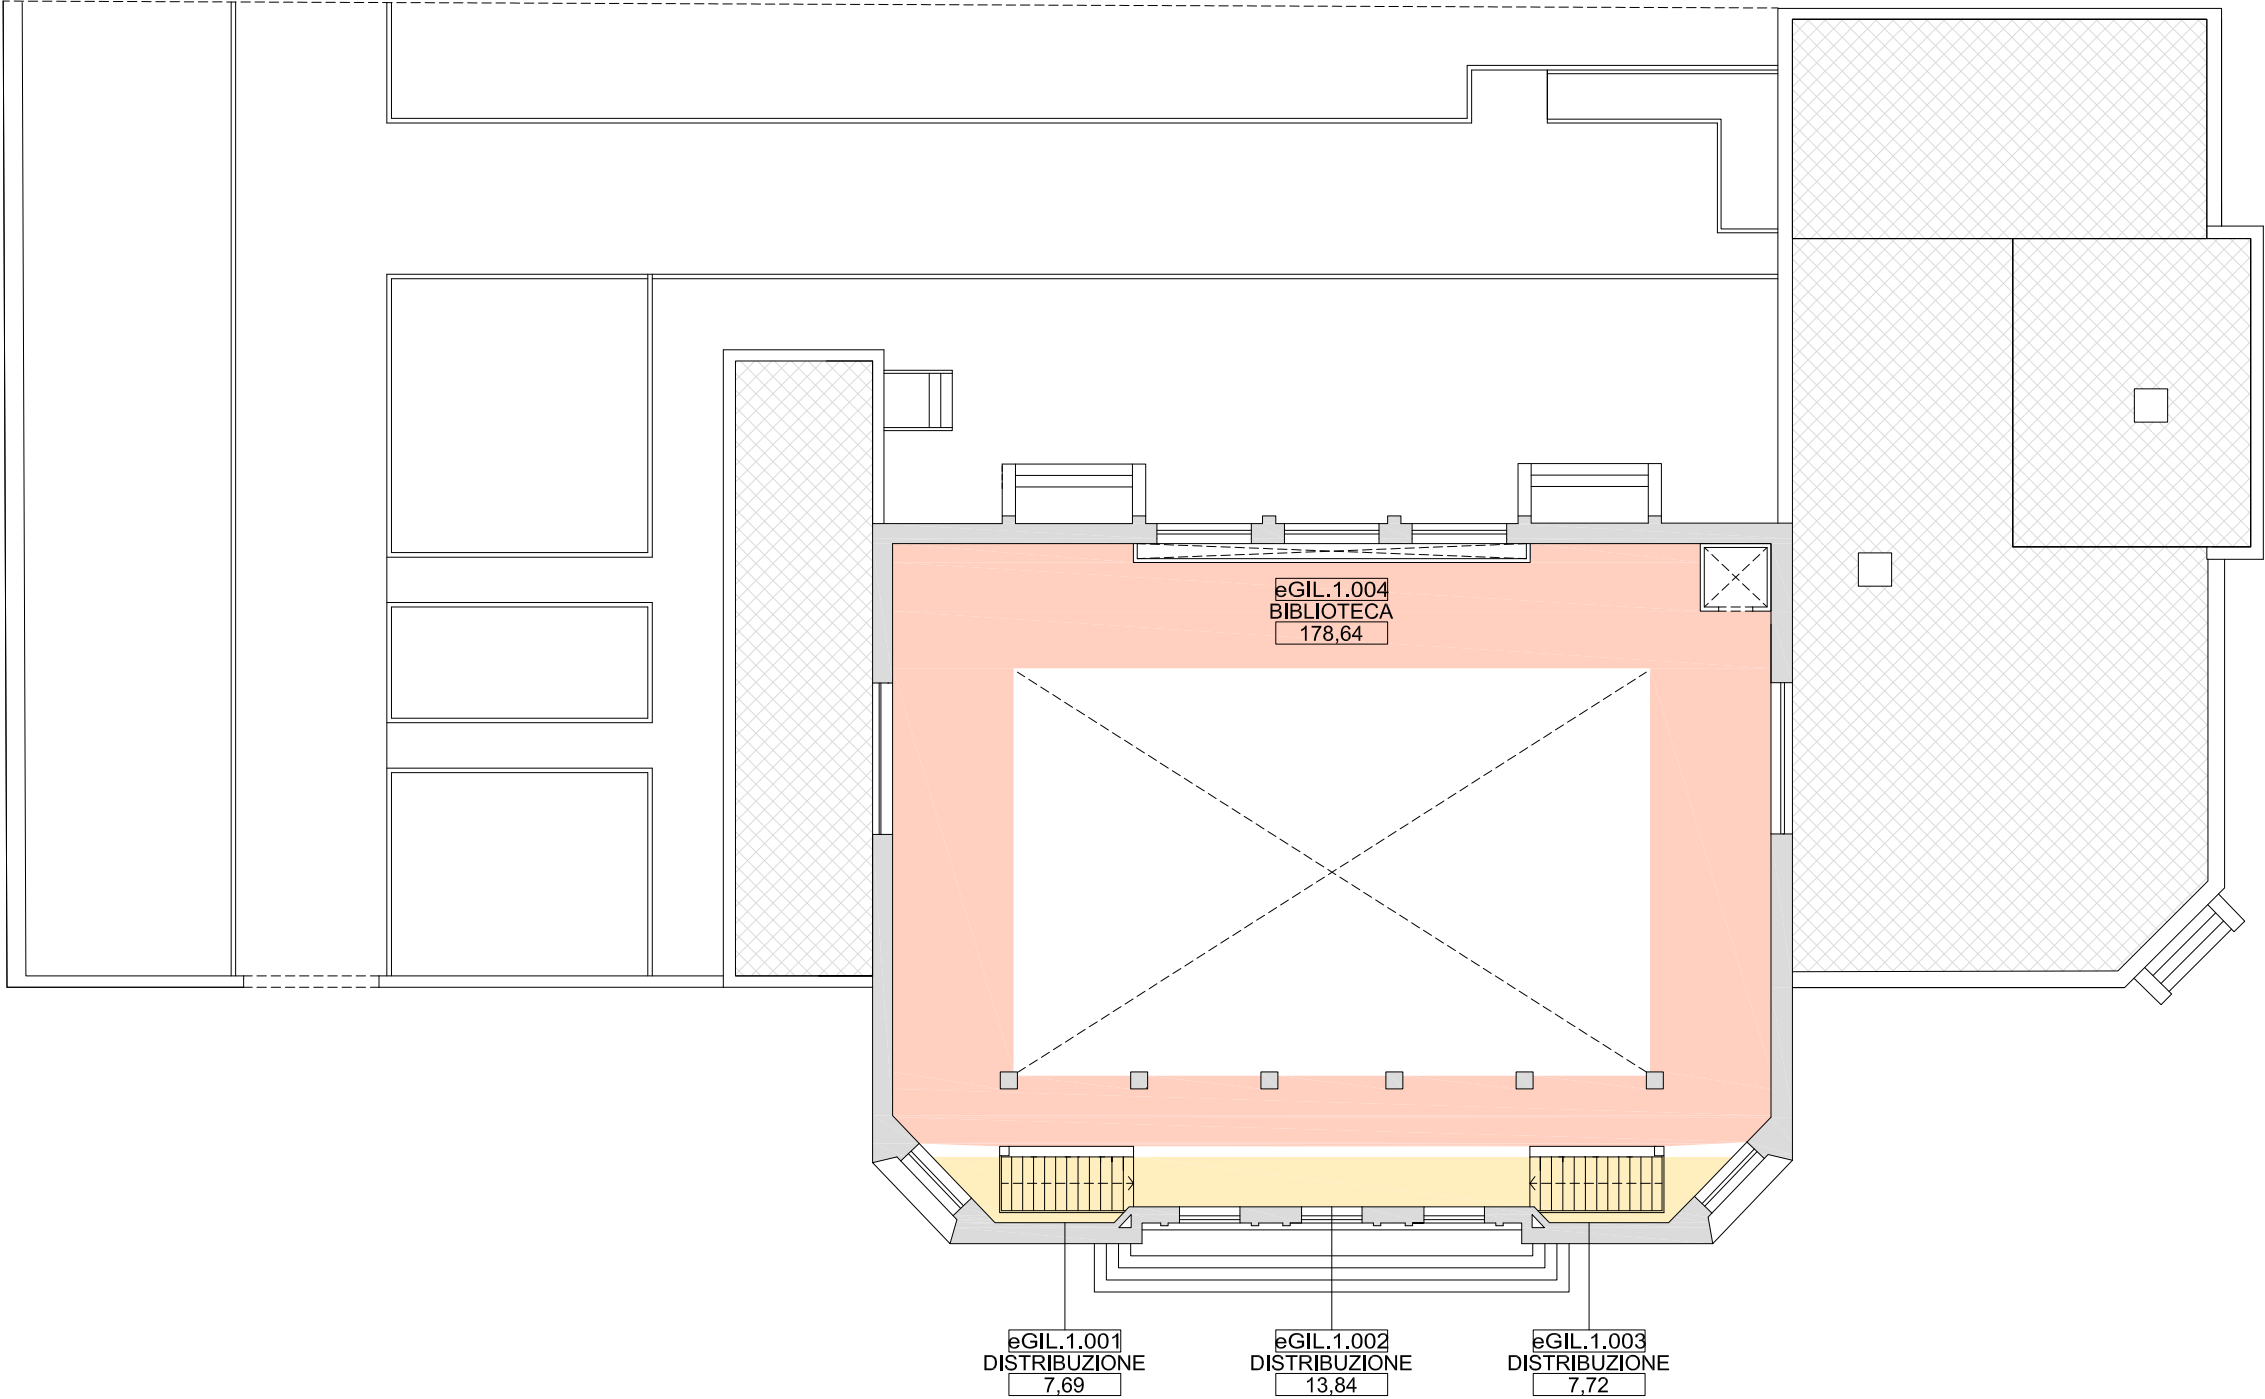 eGIL.1.004
BIBLIOTECA
178,64
eGIL.1.001
DISTRIBUZIONE
7,69
eGIL.1.002
DISTRIBUZIONE
13,84
eGIL.1.003
DISTRIBUZIONE
7,72